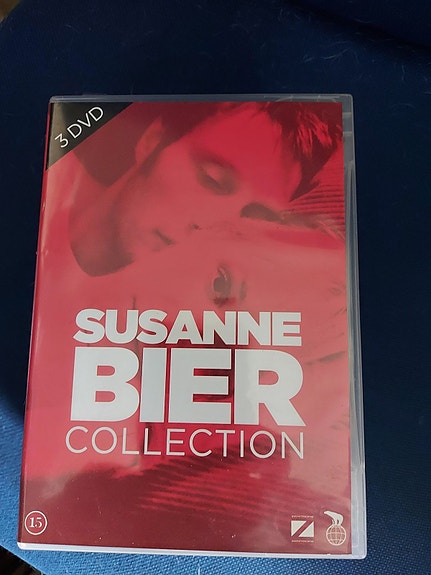 3 DVD
SUSANNE
BIER
COLLECTION
15